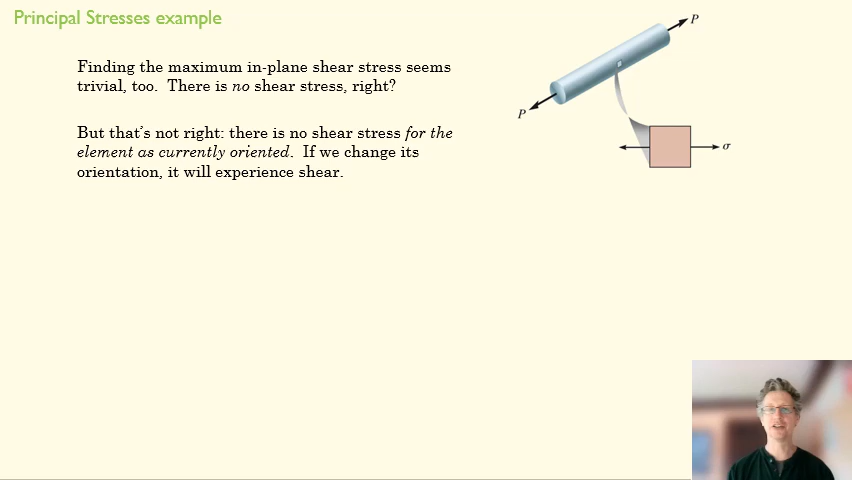 Principal Stresses example
Finding the maximum in-plane shear stress seems
trivial, too. There is no shear stress, right?
But that's not right: there is no shear stress for the
element as currently oriented. If we change its
orientation, it will experience shear.
P
P
σ